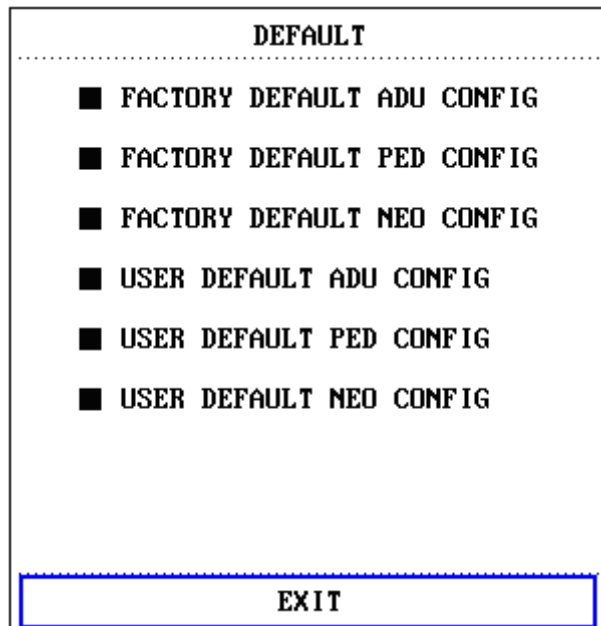 DEFAULT
FACTORY DEFAULT ADU CONFIG
FACTORY DEFAULT PED CONFIG
FACTORY DEFAULT NEO CONFIG
USER DEFAULT ADU CONFIG
USER DEFAULT PED CONFIG
USER DEFAULT NEO CONFIG
EXIT